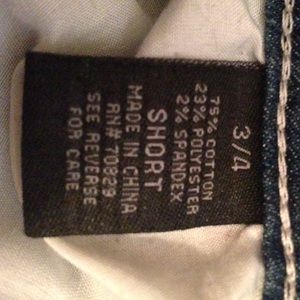 3/4
75% COTTON
23% POLYESTER
2% SPANDEX
SHORT
MADE IN CHINA
RN# 70829
SEE REVERSE
FOR CARE